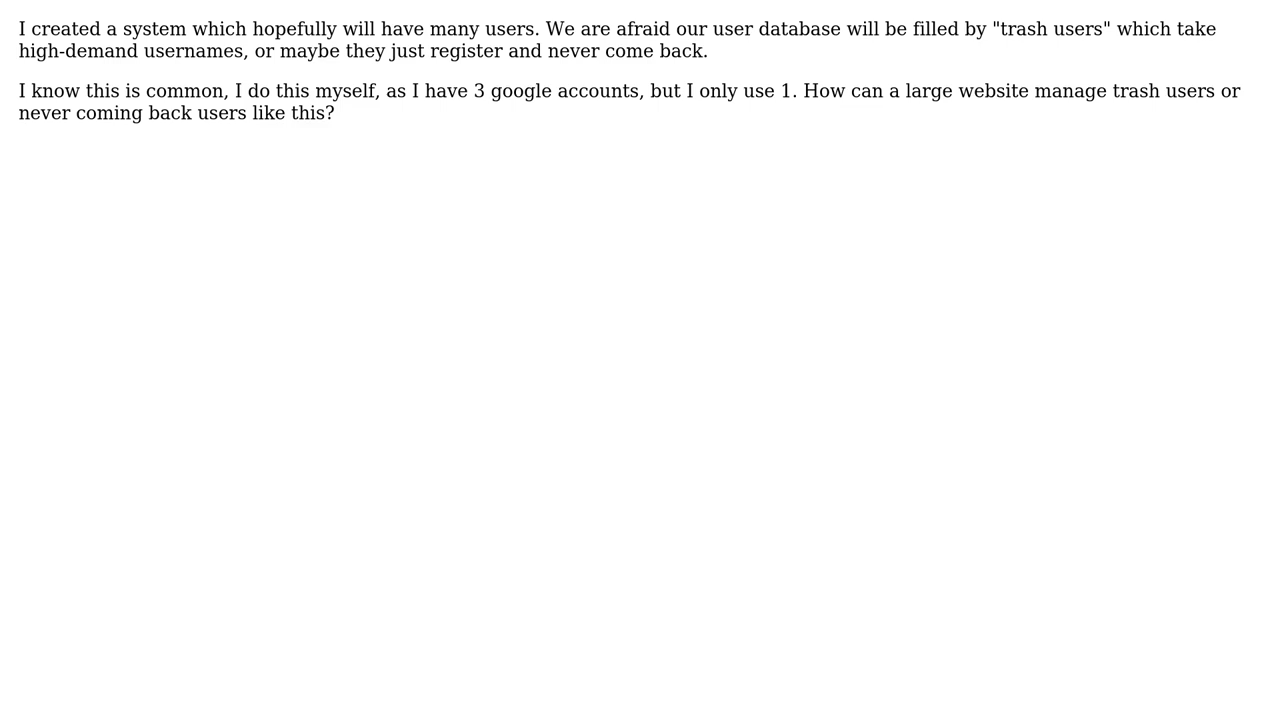 I created a system which hopefully will have many users. We are afraid our user database will be filled by "trash users" which take
high-demand usernames, or maybe they just register and never come back.
I know this is common, I do this myself, as I have 3 google accounts, but I only use 1. How can a large website manage trash users or
never coming back users like this?